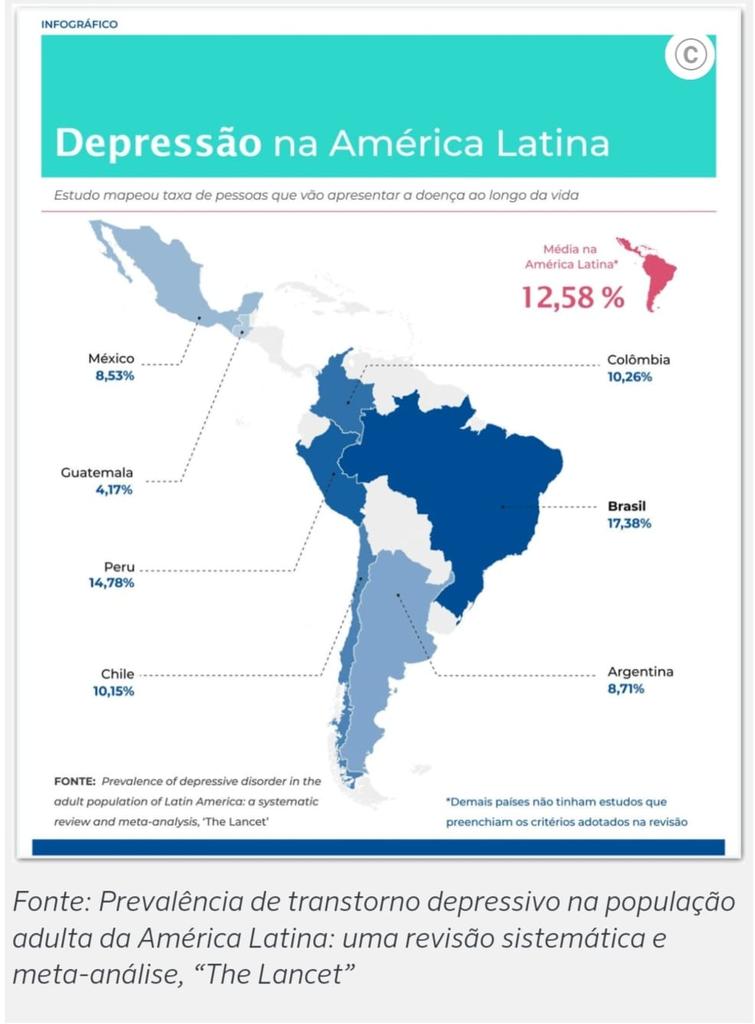 INFOGRÁFICO
©
Depressão na América Latina
Estudo mapeou taxa de pessoas que vão apresentar a doença ao longo da vida
Média na
América Latina*
12,58 %
México
8,53%
Colômbia
10,26%
Guatemala
4,17%
Brasil
17,38%
Peru
14,78%
Chile
10,15%
Argentina
8,71%
FONTE: Prevalence of depressive disorder in the
adult population of Latin America: a systematic
review and meta-analysis, ‘The Lancet’
*Demais países não tinham estudos que
preenchiam os critérios adotados na revisão
Fonte: Prevalência de transtorno depressivo na população
adulta da América Latina: uma revisão sistemática e
meta-análise, “The Lancet”